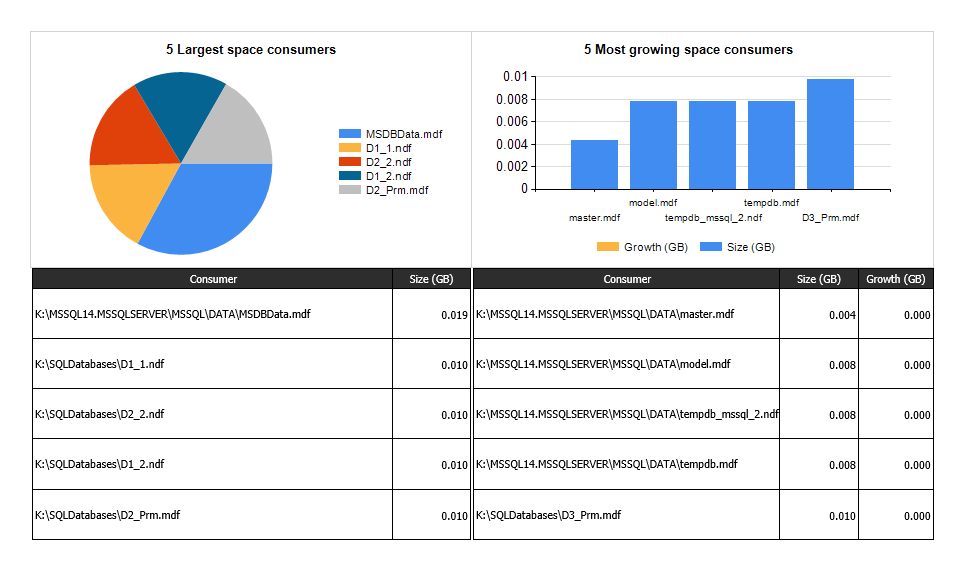 5 Largest space consumers
MSDBData.mdf
D1_1.ndf
D2_2.ndf
D1_2.ndf
D2_Prm.mdf
5 Most growing space consumers
0.01
0.008
0.006
0.004
0.002
0
model.mdf
tempdb.mdf
master.mdf
tempdb_mssql_2.ndf
D3_Prm.mdf
Growth (GB)
Size (GB)
Consumer Size (GB)
K:\MSSQL14.MSSQLSERVER\MSSQL\DATA\MSDBData.mdf 0.019
K:\SQLDatabases\D1_1.ndf 0.010
K:\SQLDatabases\D2_2.ndf 0.010
K:\SQLDatabases\D1_2.ndf 0.010
K:\SQLDatabases\D2_Prm.mdf 0.010
Consumer Size (GB) Growth (GB)
K:\MSSQL14.MSSQLSERVER\MSSQL\DATA\master.mdf 0.004 0.000
K:\MSSQL14.MSSQLSERVER\MSSQL\DATA\model.mdf 0.008 0.000
K:\MSSQL14.MSSQLSERVER\MSSQL\DATA\tempdb_mssql_2.ndf 0.008 0.000
K:\MSSQL14.MSSQLSERVER\MSSQL\DATA\tempdb.mdf 0.008 0.000
K:\SQLDatabases\D3_Prm.mdf 0.010 0.000